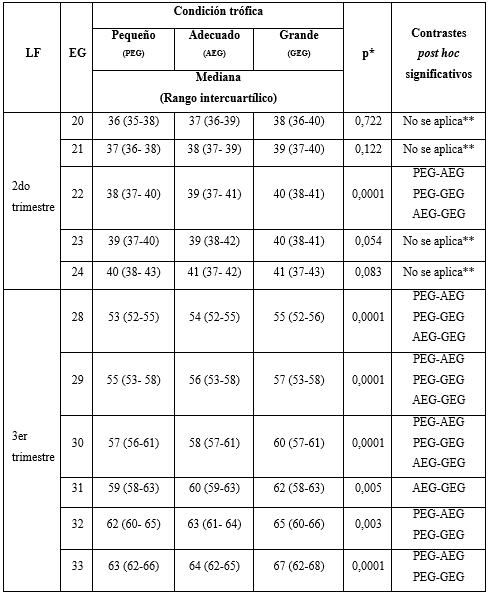 LF EG Condición trófica p* Contrastes post hoc significativos
Pequeño (PEG) Adecuado (AEG) Grande (GEG)
Mediana
(Rango intercuartílico)
2do trimestre
20 36 (35-38) 37 (36-39) 38 (36-40) 0,722 No se aplica**
21 37 (36- 38) 38 (37- 39) 39 (37-40) 0,122 No se aplica**
22 38 (37- 40) 39 (37- 41) 40 (38-41) 0,0001 PEG-AEG
PEG-GEG
AEG-GEG
23 39 (37-40) 39 (38-42) 40 (38-41) 0,054 No se aplica**
24 40 (38- 43) 41 (37- 42) 41 (37-43) 0,083 No se aplica**
3er trimestre
28 53 (52-55) 54 (52-55) 55 (52-56) 0,0001 PEG-AEG
PEG-GEG
AEG-GEG
29 55 (53- 58) 56 (53-58) 57 (53-58) 0,0001 PEG-AEG
PEG-GEG
AEG-GEG
30 57 (56-61) 58 (57-61) 60 (57-61) 0,0001 PEG-AEG
PEG-GEG
AEG-GEG
31 59 (58-63) 60 (59-63) 62 (58-63) 0,005 AEG-GEG
32 62 (60- 65) 63 (61- 64) 65 (60-66) 0,003 PEG-AEG
PEG-GEG
33 63 (62-66) 64 (62-65) 67 (62-68) 0,0001 PEG-AEG
PEG-GEG